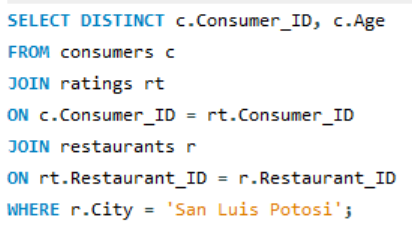 SELECT DISTINCT c.Consumer_ID, c.Age
FROM consumers c
JOIN ratings rt
ON c.Consumer_ID = rt.Consumer_ID
JOIN restaurants r
ON rt.Restaurant_ID = r.Restaurant_ID
WHERE r.City = 'San Luis Potosi';